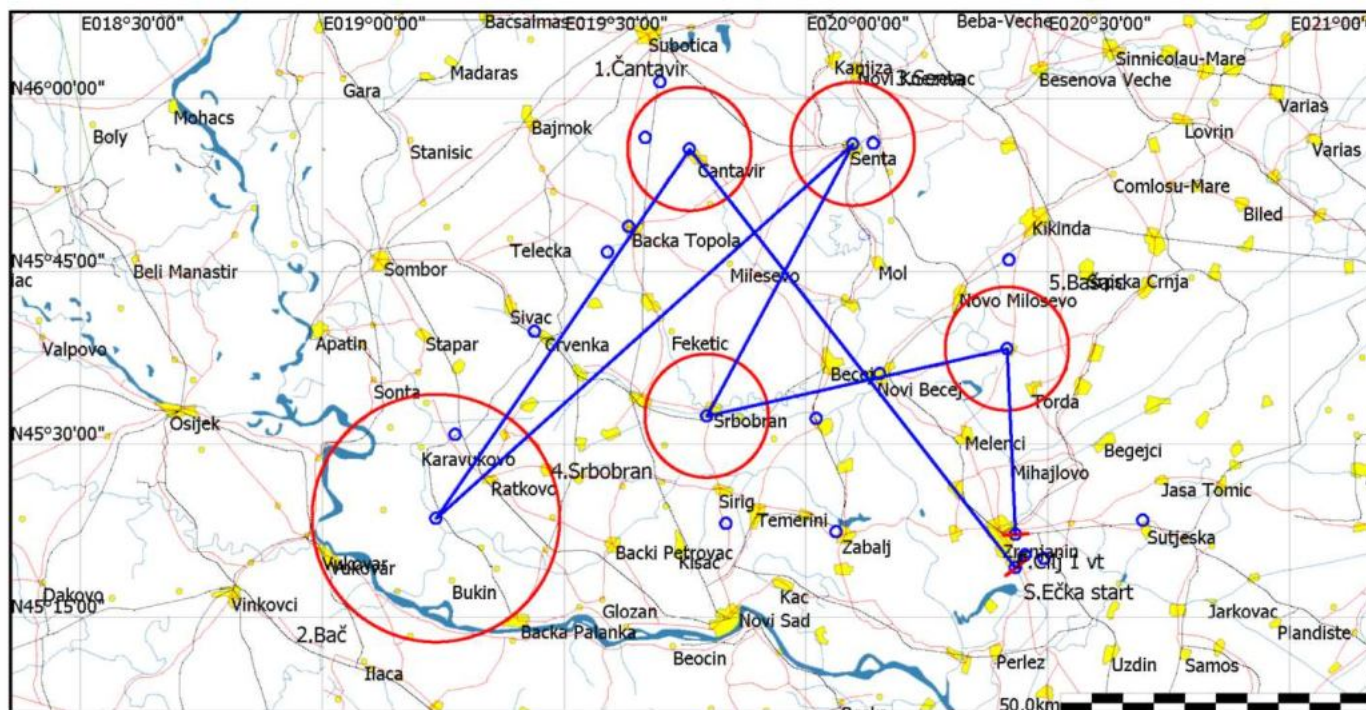 E018°30'00"
E019°00'00"
Bacsalmas
E019°30'00"
E020°00'00"
Beba-Veche
E020°30'00"
E021°00'
Subotica
Kanjiza
Sinnicolau-Mare
Madaras
1.Čantavir
3.Senta
Besenova Veche
N46°00'00"
Gara
Varias
Mohacs
Bajmok
Lovrin
Boly
Stanisic
Senta
Varias
Cantavir
Comlosu-Mare
Biled
Kikinda
Backa Topola
Telecka
N45°45'00"
Beli Manastir
Sombor
Milesevo
Mol
Srpska Crnja
lac
Novo Milosevo
Sivac
Valpovo
Apatin
Stapar
Crvenka
Feketic
Becej
Novi Becej
Sonta
Torda
Osijek
Srbobran
N45°30'00"
Melenci
Begejci
Karavukovo
4.Srbobran
Mihajlovo
Ratkovo
Jasa Tomic
Sirig
Temerini
Zabalj
Sutjeska
Backi Petrovac
Zrenjanin
Kisac
Cilj 1 vt
Vukovar
Vukovar
Dakovo
Bukin
Kac
S.Ečka start
N45°15'00"
Vinkovci
Glozan
Novi Sad
Jarkovac
2.Bač
Backa Palanka
Plandiste
Beocin
Perlez
Uzdin
Samos
Ilaca
50.0km